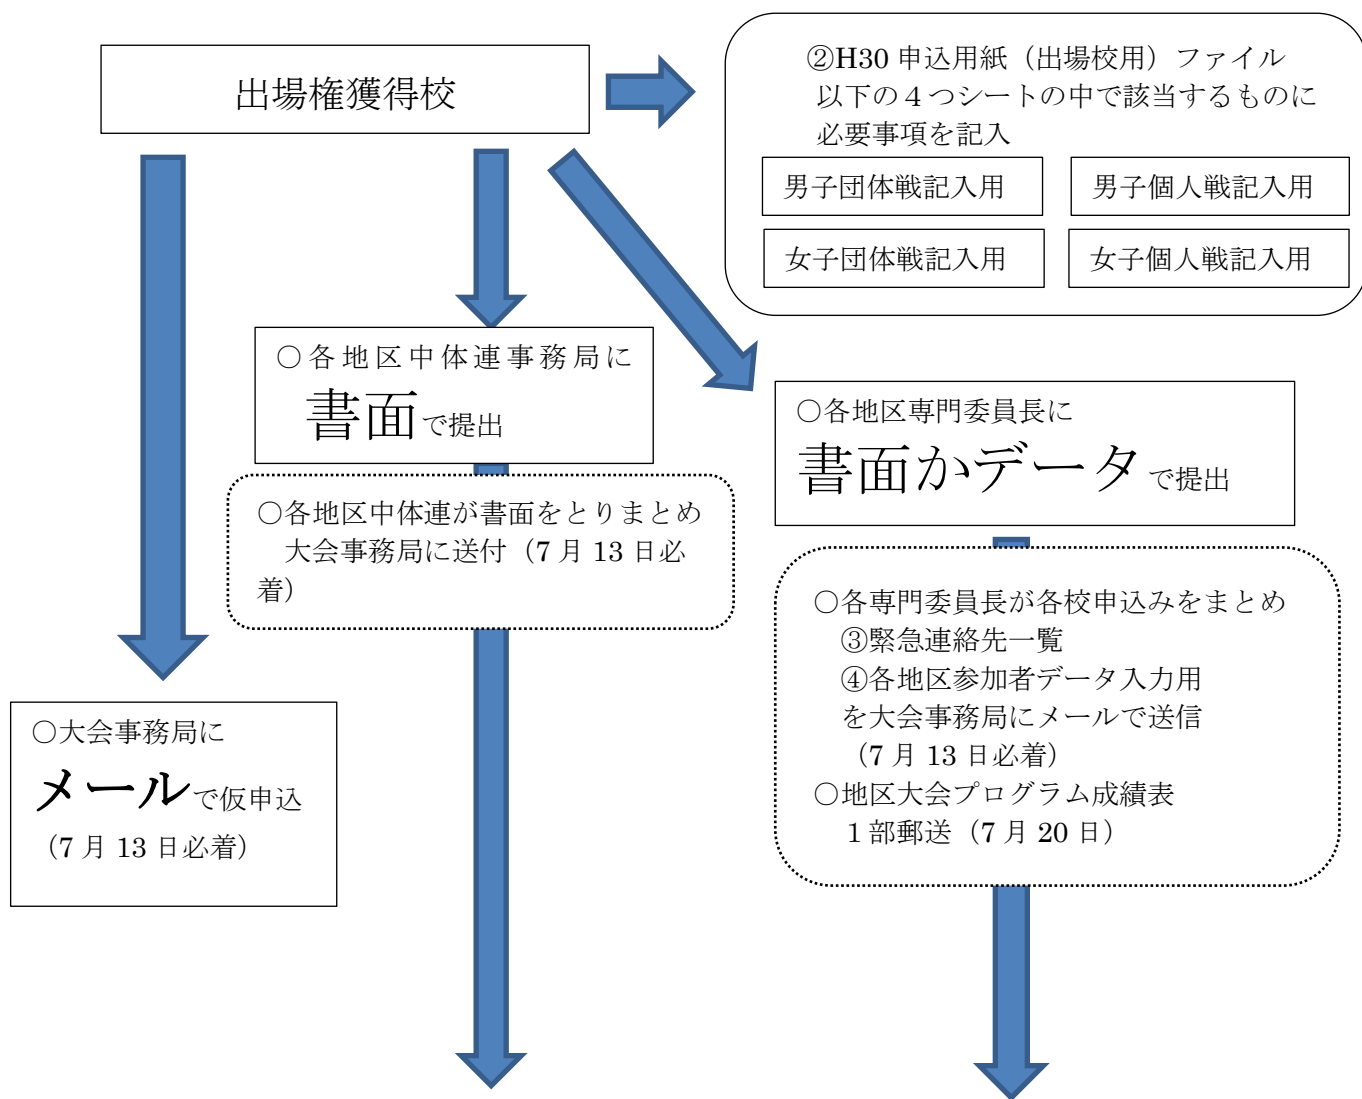 出場権獲得校
②H30 申込用紙（出場校用）ファイル
以下の４つシートの中で該当するものに
必要事項を記入
男子団体戦記入用
男子個人戦記入用
女子団体戦記入用
女子個人戦記入用
○各地区中体連事務局に
書面で提出
○各地区専門委員長に
書面かデータで提出
○各地区中体連が書面をとりまとめ
大会事務局に送付（7 月 13 日必
着）
○各専門委員長が各校申込みをまとめ
③緊急連絡先一覧
④各地区参加者データ入力用
を大会事務局にメールで送信
（7 月 13 日必着）
○地区大会プログラム成績表
１部郵送（7 月 20 日）
○大会事務局に
メールで仮申込
（7 月 13 日必着）